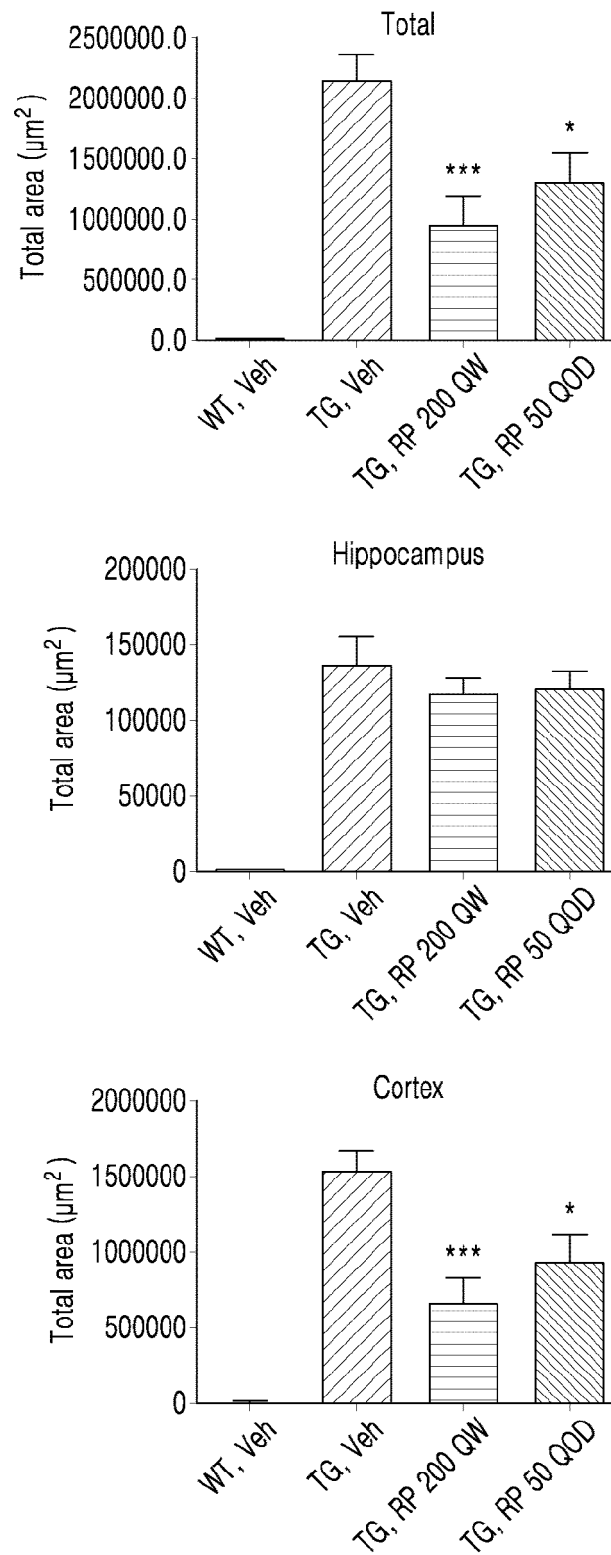 Total
Total area (μm²)
2500000.0
2000000.0
1500000.0
1000000.0
500000.0
0.0
***
*
WT, Veh
TG, Veh
TG, RP 200 QW
TG, RP 50 QOD
Hippocampus
Total area (μm²)
200000
150000
100000
50000
0
WT, Veh
TG, Veh
TG, RP 200 QW
TG, RP 50 QOD
Cortex
Total area (μm²)
2000000
1500000
1000000
500000
0
***
*
WT, Veh
TG, Veh
TG, RP 200 QW
TG, RP 50 QOD